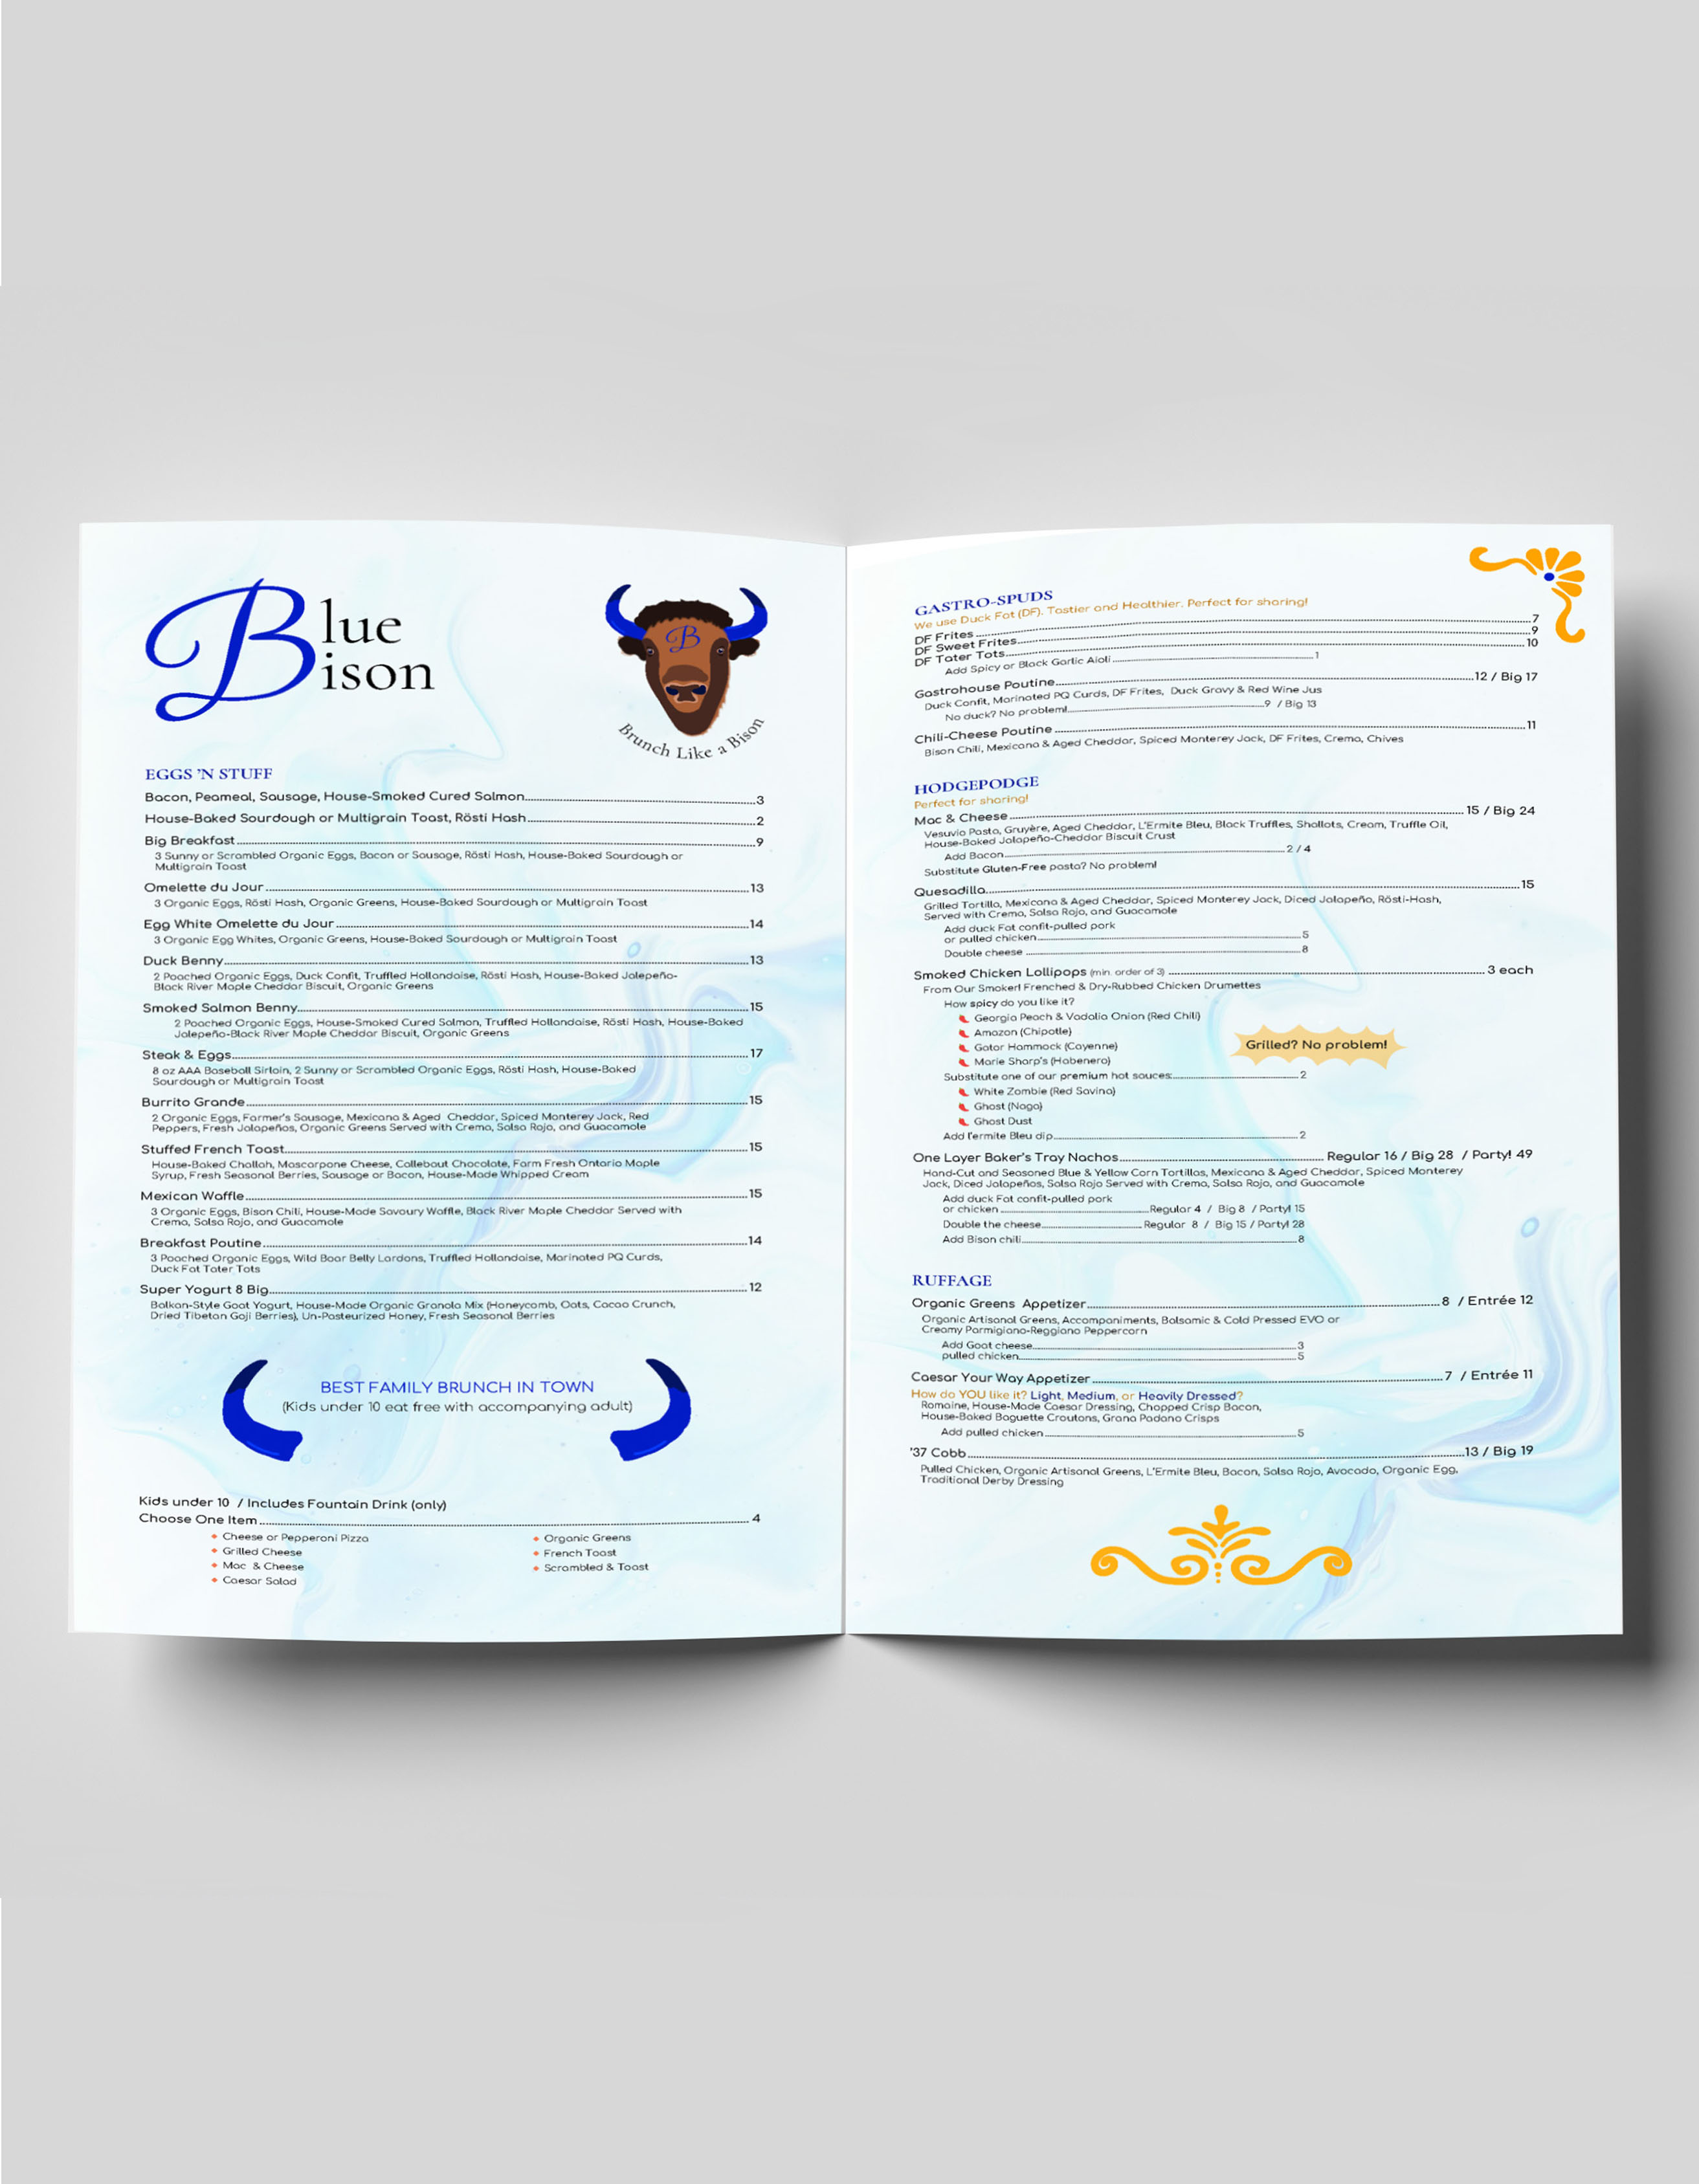 Blue
Bison
B
Brunch Like a Bison
EGGS 'N STUFF
Bacon, Peameal, Sausage, House-Smoked Cured Salmon 3
House-Baked Sourdough or Multigrain Toast, Rösti Hash 2
Big Breakfast 9
3 Sunny or Scrambled Organic Eggs, Bacon or Sausage, Rösti Hash, House-Baked Sourdough or
Multigrain Toast
Omelette du Jour 13
3 Organic Eggs, Rösti Hash, Organic Greens, House-Baked Sourdough or Multigrain Toast
Egg White Omelette du Jour 14
3 Organic Egg Whites, Organic Greens, House-Baked Sourdough or Multigrain Toast
Duck Benny 13
2 Poached Organic Eggs, Duck Confit, Truffled Hollandaise, Rösti Hash, House-Baked Jalepeño-
Black River Maple Cheddar Biscuit, Organic Greens
Smoked Salmon Benny 15
2 Poached Organic Eggs, House-Smoked Cured Salmon, Truffled Hollandaise, Rösti Hash, House-Baked
Jalepeño-Black River Maple Cheddar Biscuit, Organic Greens
Steak & Eggs 17
8 oz AAA Baseball Sirloin, 2 Sunny or Scrambled Organic Eggs, Rösti Hash, House-Baked
Sourdough or Multigrain Toast
Burrito Grande 15
2 Organic Eggs, Farmer's Sausage, Mexicana & Aged Cheddar, Spiced Monterey Jack, Red
Peppers, Fresh Jalapeños, Organic Greens Served with Crema, Salsa Rojo, and Guacamole
Stuffed French Toast 15
House-Baked Challah, Mascarpone Cheese, Callebout Chocolate, Farm Fresh Ontario Maple
Syrup, Fresh Seasonal Berries, Sausage or Bacon, House-Made Whipped Cream
Mexican Waffle 15
3 Organic Eggs, Bison Chili, House-Made Savoury Waffle, Black River Maple Cheddar Served with
Crema, Salsa Rojo, and Guacamole
Breakfast Poutine 14
3 Poached Organic Eggs, Wild Boar Belly Lardons, Truffled Hollandaise, Marinated PQ Curds,
Duck Fat Tater Tots
Super Yogurt 8 Big 12
Balkan-Style Goat Yogurt, House-Made Organic Granola Mix (Honeycomb, Oats, Cacao Crunch,
Dried Tibetan Goji Berries), Un-Pasteurized Honey, Fresh Seasonal Berries
BEST FAMILY BRUNCH IN TOWN
(Kids under 10 eat free with accompanying adult)
Kids under 10 / Includes Fountain Drink (only)
Choose One Item 4
Cheese or Pepperoni Pizza
Grilled Cheese
Mac & Cheese
Caesar Salad
Organic Greens
French Toast
Scrambled & Toast
GASTRO-SPUDS
We use Duck Fat (DF). Tastier and Healthier. Perfect for sharing!
DF Frites 7
DF Sweet Frites 9
DF Tater Tots 10
Add Spicy or Black Garlic Aioli 1
Gastrohouse Poutine 12 / Big 17
Duck Confit, Marinated PQ Curds, DF Frites, Duck Gravy & Red Wine Jus
No duck? No problem! 9 / Big 13
Chili-Cheese Poutine 11
Bison Chili, Mexicana & Aged Cheddar, Spiced Monterey Jack, DF Frites, Crema, Chives
HODGEPODGE
Perfect for sharing!
Mac & Cheese 15 / Big 24
Vesuvio Pasta, Gruyère, Aged Cheddar, L'Ermite Bleu, Black Truffles, Shallots, Cream, Truffle Oil,
House-Baked Jalapeño-Cheddar Biscuit Crust
Add Bacon 2 / 4
Substitute Gluten-Free pasta? No problem!
Quesadilla 15
Grilled Tortilla, Mexicana & Aged Cheddar, Spiced Monterey Jack, Diced Jalapeño, Rösti-Hash,
Served with Crema, Salsa Rojo, and Guacamole
Add duck Fat confit-pulled pork
or pulled chicken 5
Double cheese 8
Smoked Chicken Lollipops (min. order of 3) 3 each
From Our Smoker! Frenched & Dry-Rubbed Chicken Drumettes
How spicy do you like it?
Georgia Peach & Vadalia Onion (Red Chili)
Amazon (Chipotle)
Gator Hammock (Cayenne)
Marie Sharp's (Habenero)
Grilled? No problem!
Substitute one of our premium hot sauces: 2
White Zombie (Red Savina)
Ghost (Naga)
Ghost Dust
Add l'ermite Bleu dip 2
One Layer Baker's Tray Nachos Regular 16 / Big 28 / Party! 49
Hand-Cut and Seasoned Blue & Yellow Corn Tortillas, Mexicana & Aged Cheddar, Spiced Monterey
Jack, Diced Jalapeños, Salsa Rojo Served with Crema, Salsa Rojo, and Guacamole
Add duck Fat confit-pulled pork
or chicken Regular 4 / Big 8 / Party! 15
Double the cheese Regular 8 / Big 15 / Party! 28
Add Bison chili 8
RUFFAGE
Organic Greens Appetizer 8 / Entrée 12
Organic Artisanal Greens, Accompaniments, Balsamic & Cold Pressed EVO or
Creamy Parmigiano-Reggiano Peppercorn
Add Goat cheese 3
pulled chicken 5
Caesar Your Way Appetizer 7 / Entrée 11
How do YOU like it? Light, Medium, or Heavily Dressed?
Romaine, House-Made Caesar Dressing, Chopped Crisp Bacon,
House-Baked Baguette Croutons, Grana Padano Crisps
Add pulled chicken 5
'37 Cobb 13 / Big 19
Pulled Chicken, Organic Artisanal Greens, L'Ermite Bleu, Bacon, Salsa Rojo, Avocado, Organic Egg,
Traditional Derby Dressing